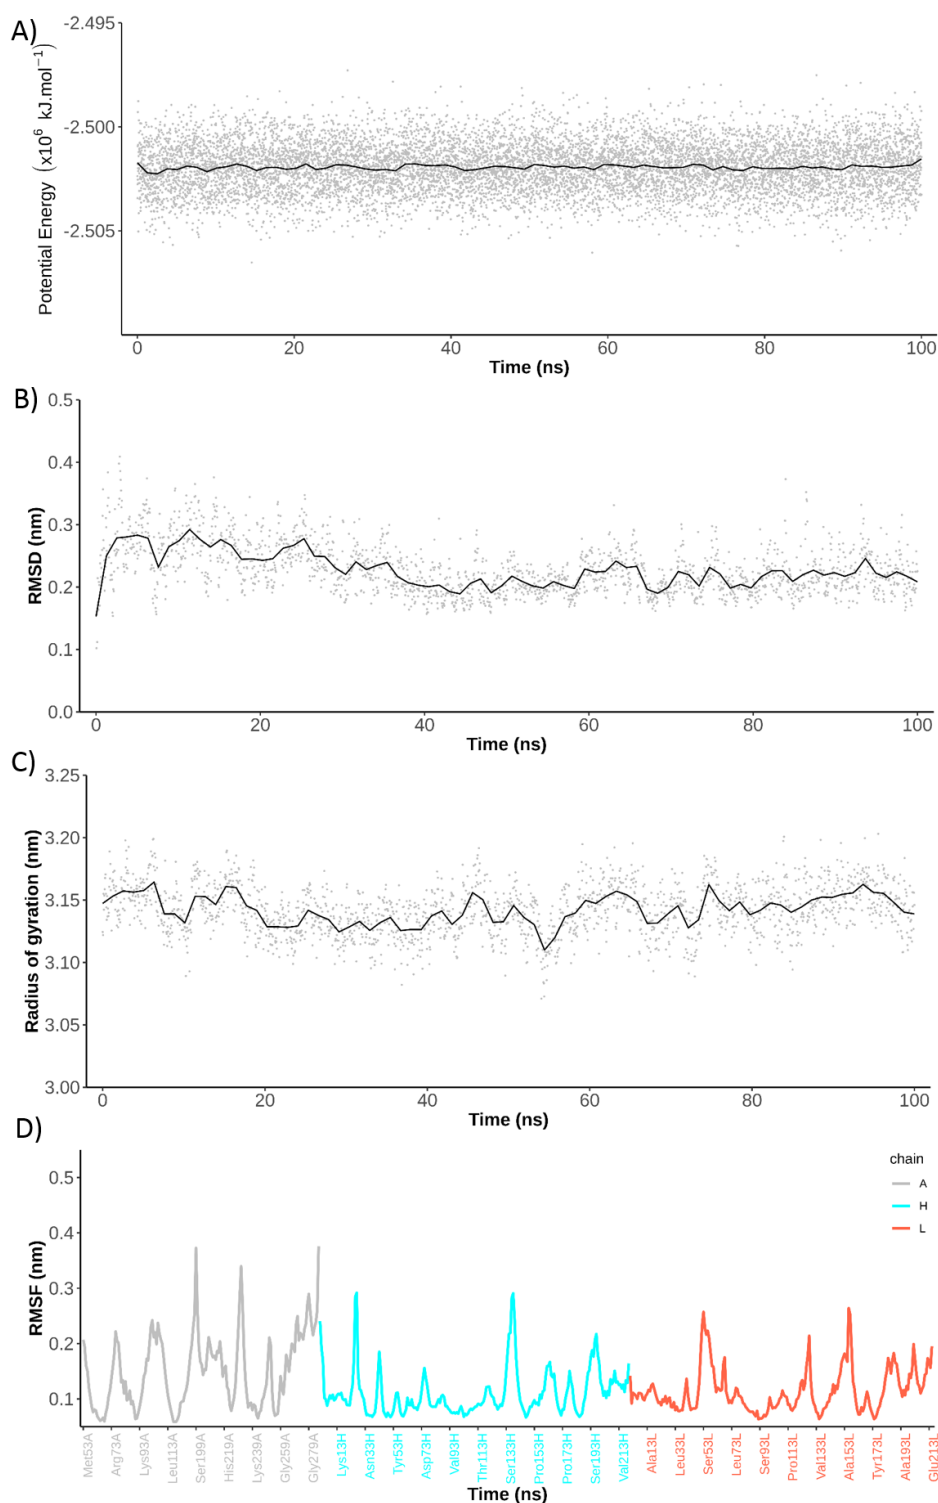 A)
Potential Energy (x10⁶ kJ.mol⁻¹)
-2.495
-2.500
-2.505
0 20 40 60 80 100
Time (ns)
B)
RMSD (nm)
0.5
0.4
0.3
0.2
0.1
0.0
0 20 40 60 80 100
Time (ns)
C)
Radius of gyration (nm)
3.25
3.20
3.15
3.10
3.05
3.00
0 20 40 60 80 100
Time (ns)
D)
RMSF (nm)
0.5
0.4
0.3
0.2
0.1
chain
A
H
L
Met53A
Arg73A
Lys93A
Leu113A
Ser199A
His219A
Lys239A
Gly259A
Gly279A
Lys13H
Asn33H
Tyr53H
Asp73H
Val93H
Thr113H
Ser133H
Pro153H
Pro173H
Ser193H
Val213H
Ala13L
Leu33L
Ser53L
Leu73L
Ser93L
Pro113L
Val133L
Ala153L
Tyr173L
Ala193L
Glu213L
Time (ns)